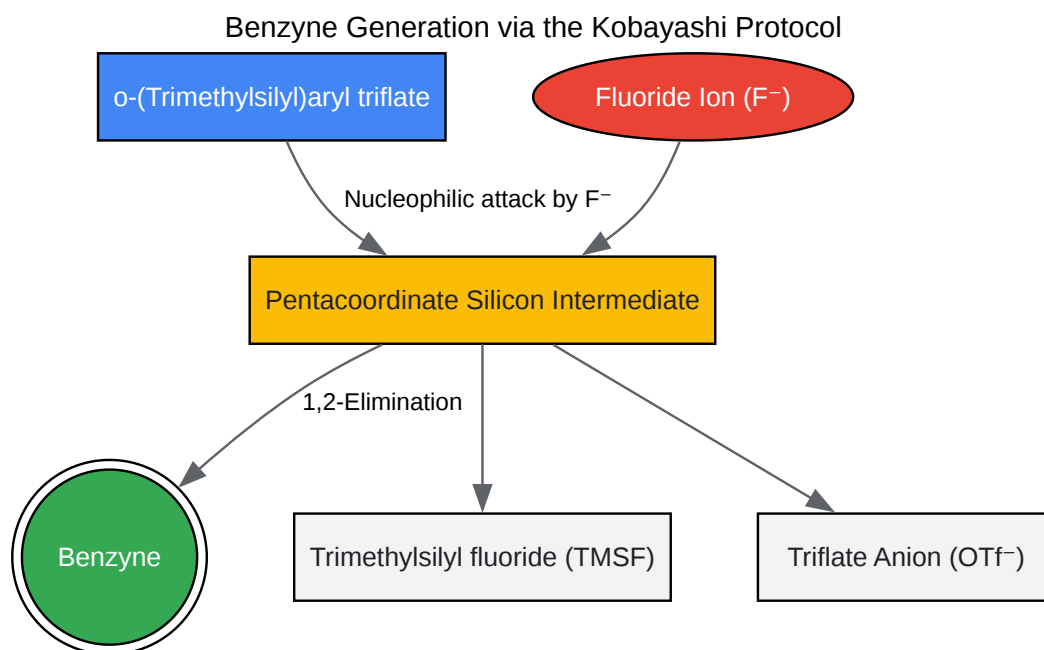 Benzyne Generation via the Kobayashi Protocol
o-(Trimethylsilyl)aryl triflate
Fluoride Ion (F⁻)
Nucleophilic attack by F⁻
Pentacoordinate Silicon Intermediate
1,2-Elimination
Benzyne
Trimethylsilyl fluoride (TMSF)
Triflate Anion (OTf⁻)